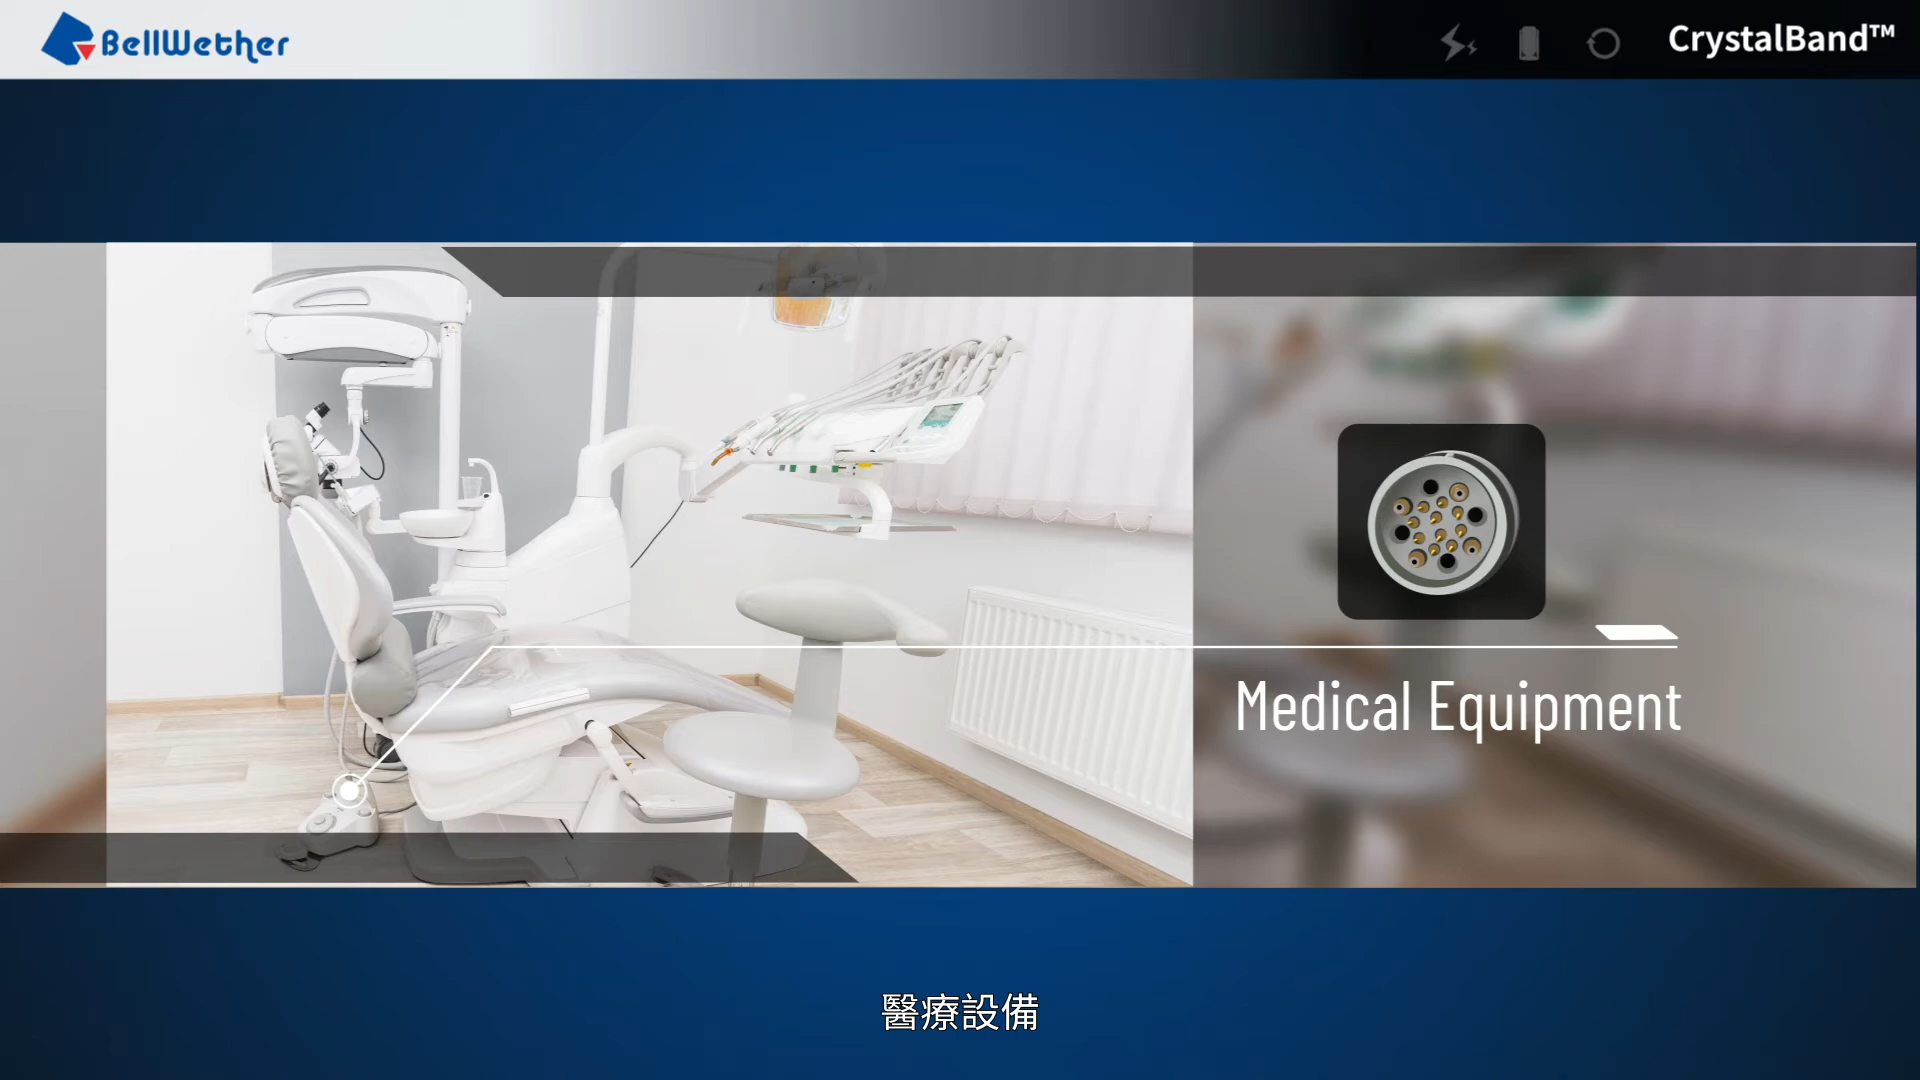 BellWether
CrystalBand™
Medical Equipment
醫療設備